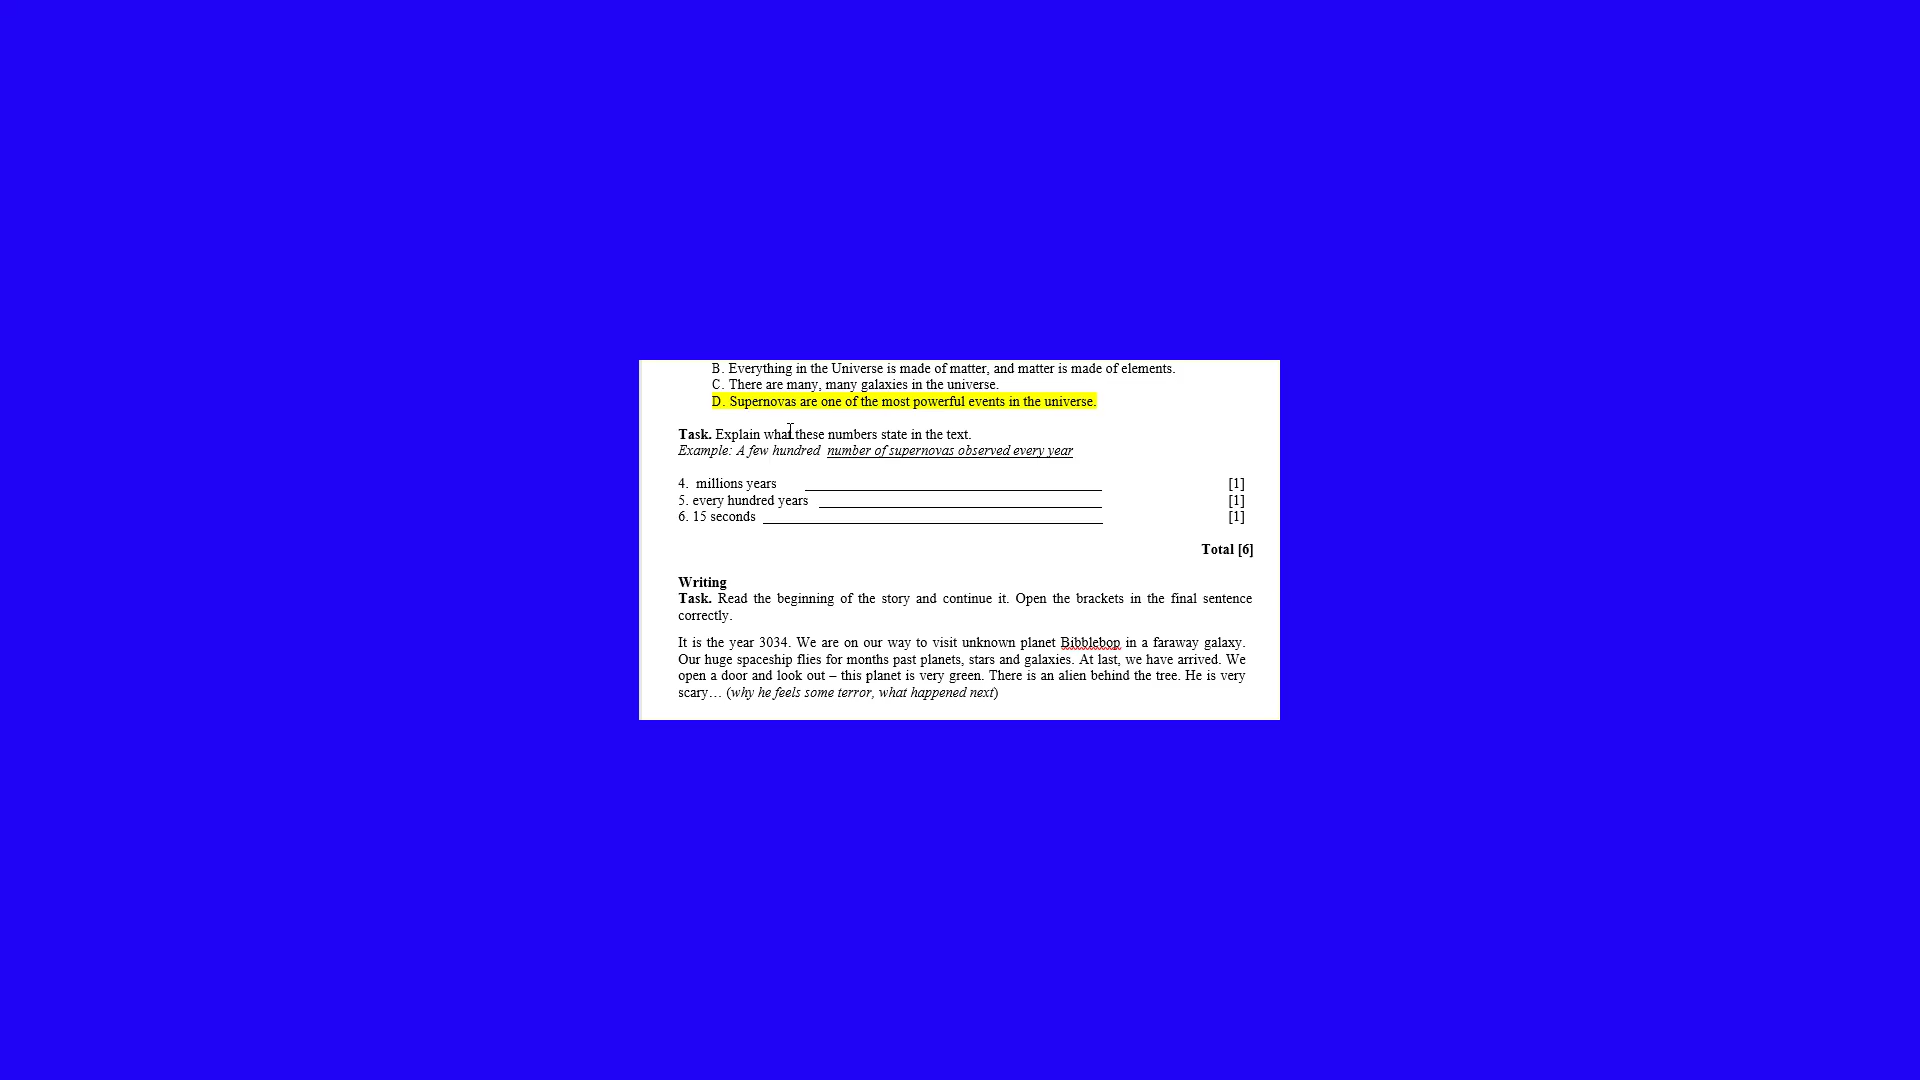 B. Everything in the Universe is made of matter, and matter is made of elements.
C. There are many, many galaxies in the universe.
D. Supernovas are one of the most powerful events in the universe.
Task. Explain what these numbers state in the text.
Example: A few hundred number of supernovas observed every year
4. millions years ____________________ [1]
5. every hundred years ____________________ [1]
6. 15 seconds ____________________ [1]
Total [6]
Writing
Task. Read the beginning of the story and continue it. Open the brackets in the final sentence
correctly.
It is the year 3034. We are on our way to visit unknown planet Bibblebop in a faraway galaxy.
Our huge spaceship flies for months past planets, stars and galaxies. At last, we have arrived. We
open a door and look out – this planet is very green. There is an alien behind the tree. He is very
scary… (why he feels some terror, what happened next)